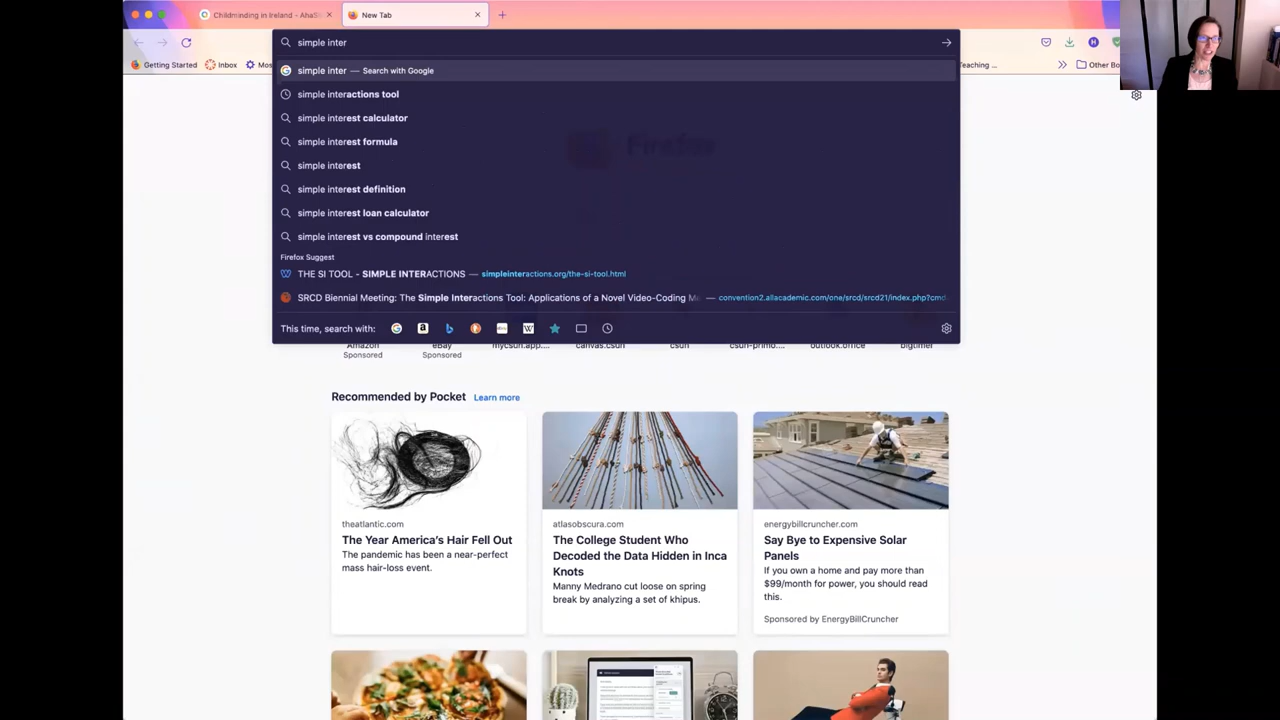 Childminding in Ireland - AhaSl
New Tab
simple inter
Getting Started
Inbox
Mos
Teaching ...
Other Bo
simple inter — Search with Google
simple interactions tool
simple interest calculator
simple interest formula
simple interest
simple interest definition
simple interest loan calculator
simple interest vs compound interest
Firefox Suggest
THE SI TOOL - SIMPLE INTERACTIONS — simpleinteractions.org/the-si-tool.html
SRCD Biennial Meeting: The Simple Interactions Tool: Applications of a Novel Video-Coding M — convention2.allacademic.com/one/srcd/srcd21/index.php?cmd
This time, search with:
Firefox
Amazon
Sponsored
eBay
Sponsored
mycsun.app....
canvas.csun
csun
csun-primo....
outlook.office
bigtimer
Recommended by Pocket
Learn more
theatlantic.com
The Year America's Hair Fell Out
The pandemic has been a near-perfect
mass hair-loss event.
atlasobscura.com
The College Student Who
Decoded the Data Hidden in Inca
Knots
Manny Medrano cut loose on spring
break by analyzing a set of khipus.
energybillcruncher.com
Say Bye to Expensive Solar
Panels
If you own a home and pay more than
$99/month for power, you should read
this.
Sponsored by EnergyBillCruncher